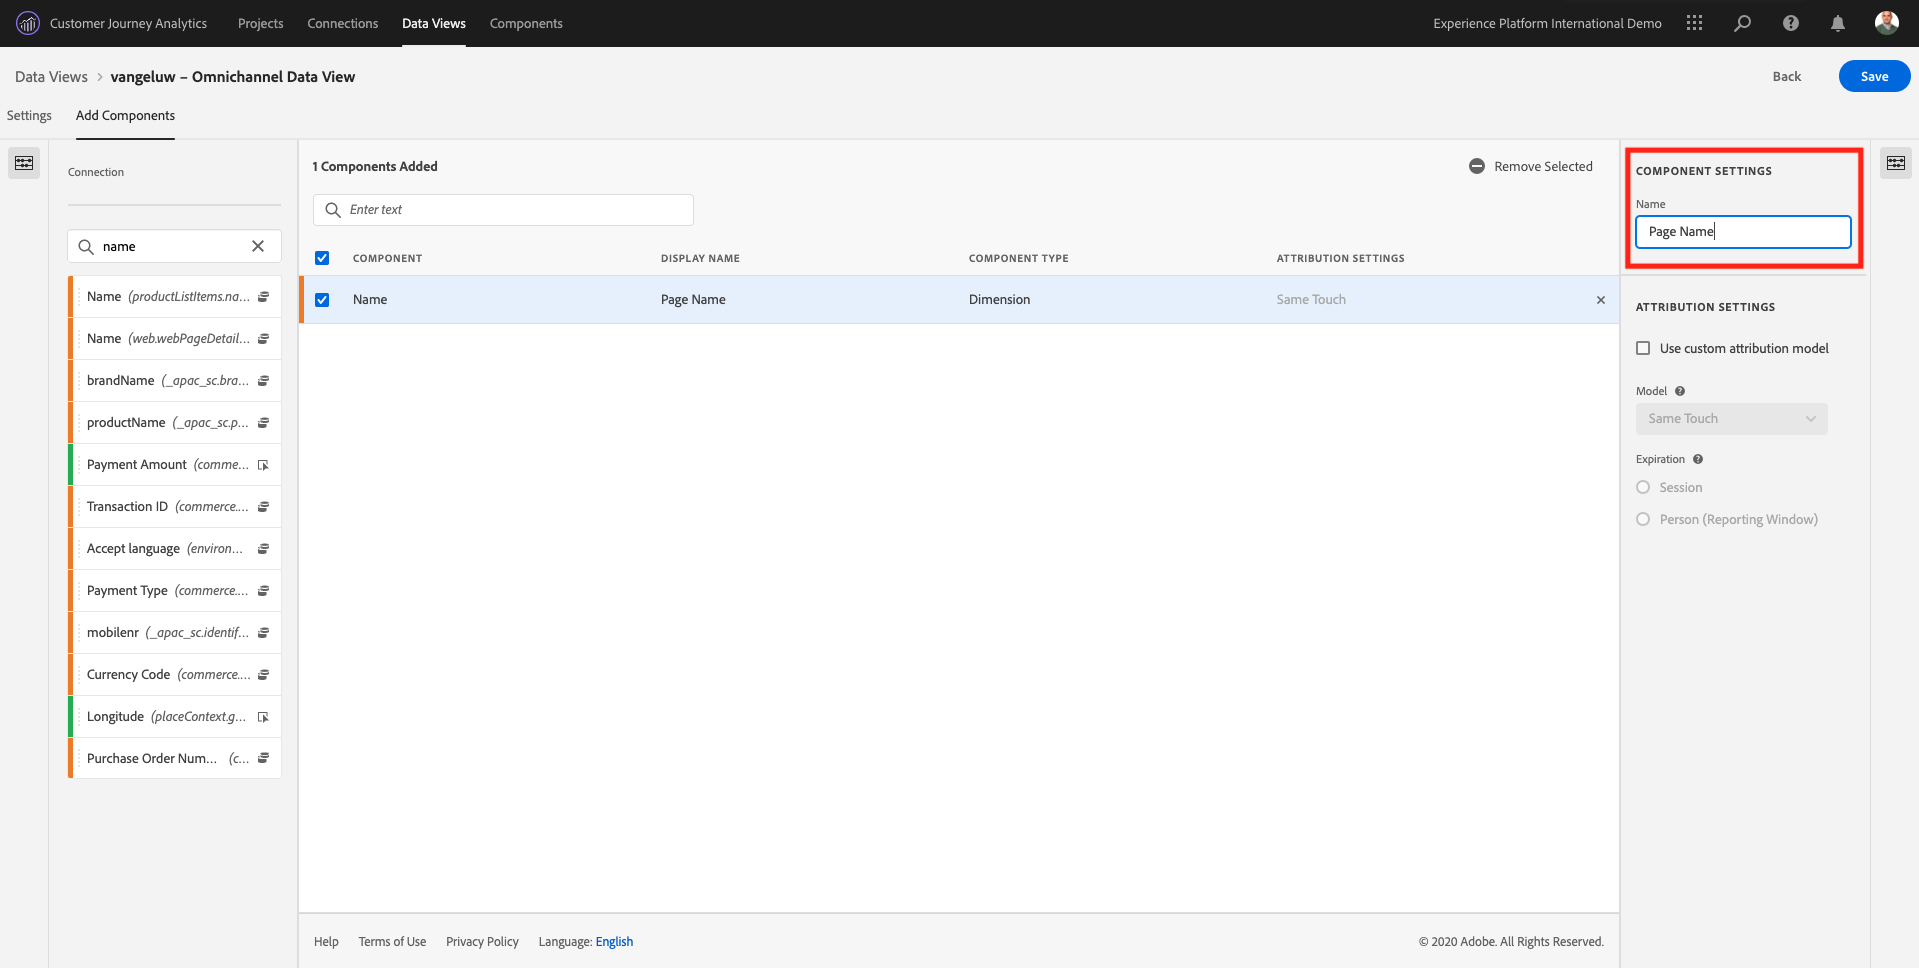 Customer Journey Analytics Projects Connections Data Views Components Experience Platform International Demo
Data Views > vangeluw – Omnichannel Data View Back Save
Settings Add Components
Connection
name
Name (productListItems.na...
Name (web.webPageDetail...
brandName (_apac_sc.bra...
productName (_apac_sc.p...
Payment Amount (comme...
Transaction ID (commerce....
Accept language (environ...
Payment Type (commerce....
mobilenr (_apac_sc.identif...
Currency Code (commerce....
Longitude (placeContext.g...
Purchase Order Num... (c...
1 Components Added Remove Selected
Enter text
COMPONENT DISPLAY NAME COMPONENT TYPE ATTRIBUTION SETTINGS
Name Page Name Dimension Same Touch
COMPONENT SETTINGS
Name
Page Name
ATTRIBUTION SETTINGS
Use custom attribution model
Model
Same Touch
Expiration
Session
Person (Reporting Window)
Help Terms of Use Privacy Policy Language: English © 2020 Adobe. All Rights Reserved.